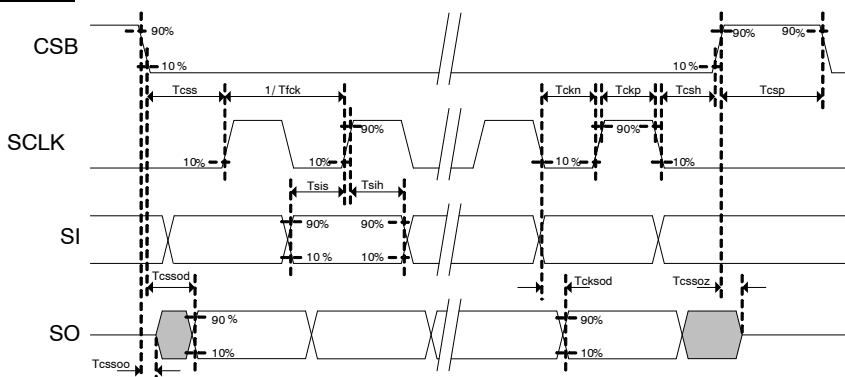 CSB
90%
10 %
90%
90%
10 %
Tcss
1/ Tfck
Tckn
Tckp
Tcsh
Tcsp
SCLK
90%
90%
10%
10%
10 %
10%
Tsis
Tsih
SI
90%
90%
10 %
10%
Tcssod
Tcksod
Tcssoz
SO
90 %
90%
10%
10%
Tcssoo